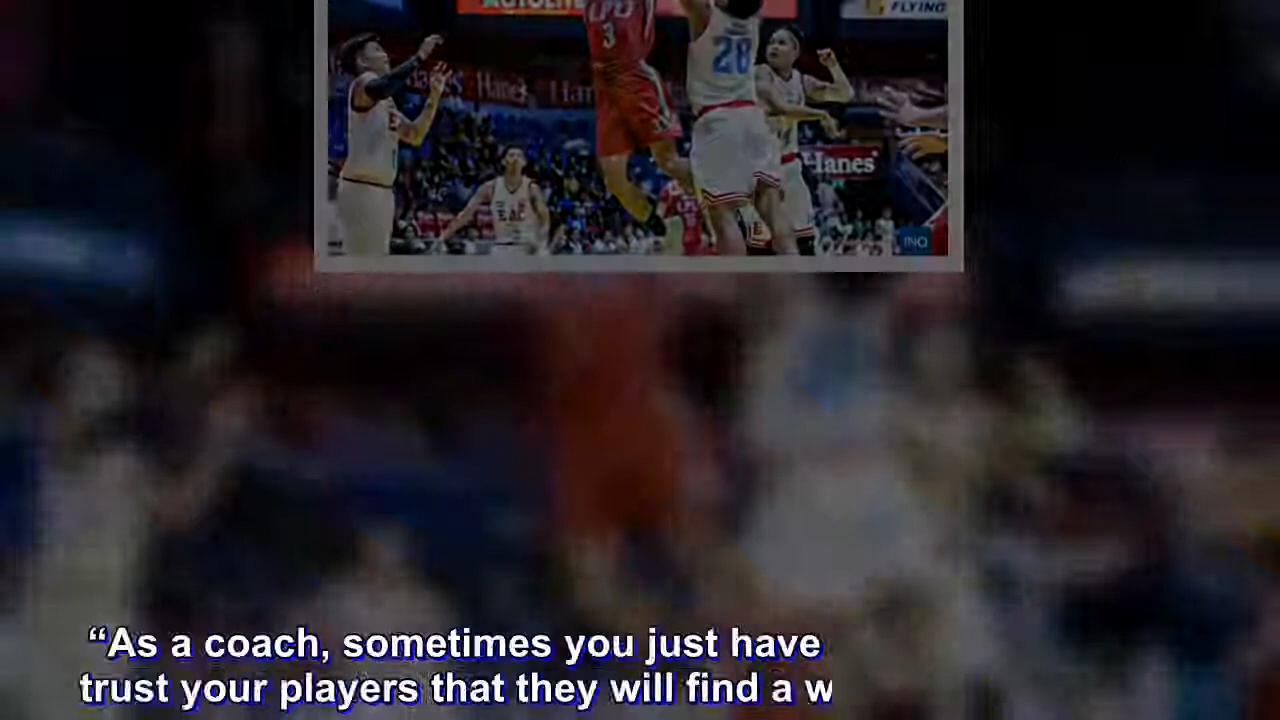 FLYING
LPU
3
28
Hanes
Hanes
EAC
INQ
“As a coach, sometimes you just have
trust your players that they will find a w